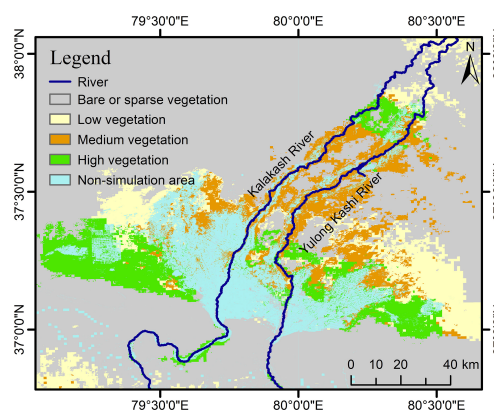 79°30'0"E 80°00'0"E 80°30'0"E
38°0'0"N
37°30'0"N
37°0'0"N
Legend
River
Bare or sparse vegetation
Low vegetation
Medium vegetation
High vegetation
Non-simulation area
N
Kalakash River
Yulong Kashi River
0 10 20 40 km
79°30'0"E 80°00'0"E 80°30'0"E